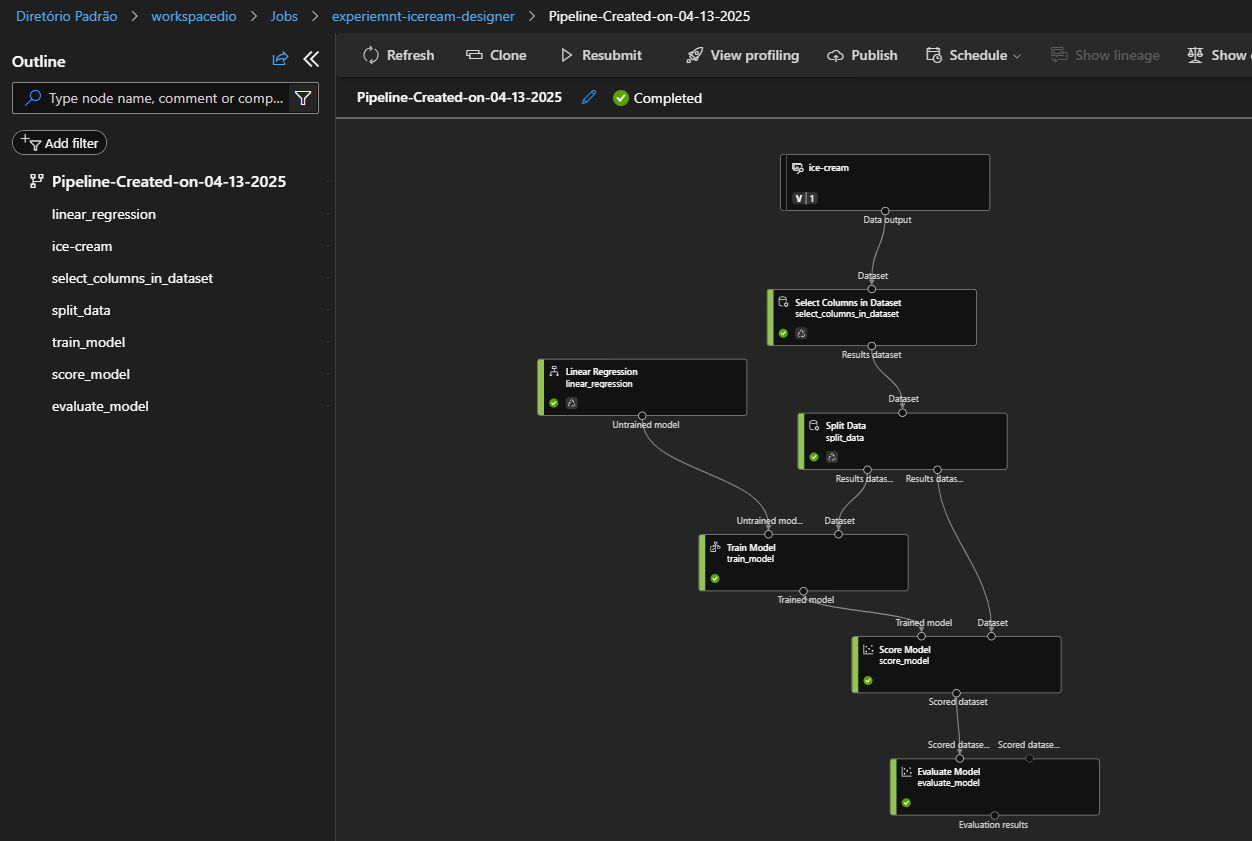 Diretório Padrão > workspacedio > Jobs > experiemnt-iceream-designer > Pipeline-Created-on-04-13-2025
Outline
Type node name, comment or comp...
Add filter
Pipeline-Created-on-04-13-2025
linear_regression
ice-cream
select_columns_in_dataset
split_data
train_model
score_model
evaluate_model
Refresh Clone Resubmit View profiling Publish Schedule Show lineage Show
Pipeline-Created-on-04-13-2025 Completed
ice-cream
V 1
Data output
Dataset
Select Columns in Dataset
select_columns_in_dataset
Results dataset
Linear Regression
linear_regression
Untrained model
Dataset
Split Data
split_data
Results datas... Results datas...
Untrained mod... Dataset
Train Model
train_model
Trained model
Trained model Dataset
Score Model
score_model
Scored dataset
Scored datase... Scored datase...
Evaluate Model
evaluate_model
Evaluation results